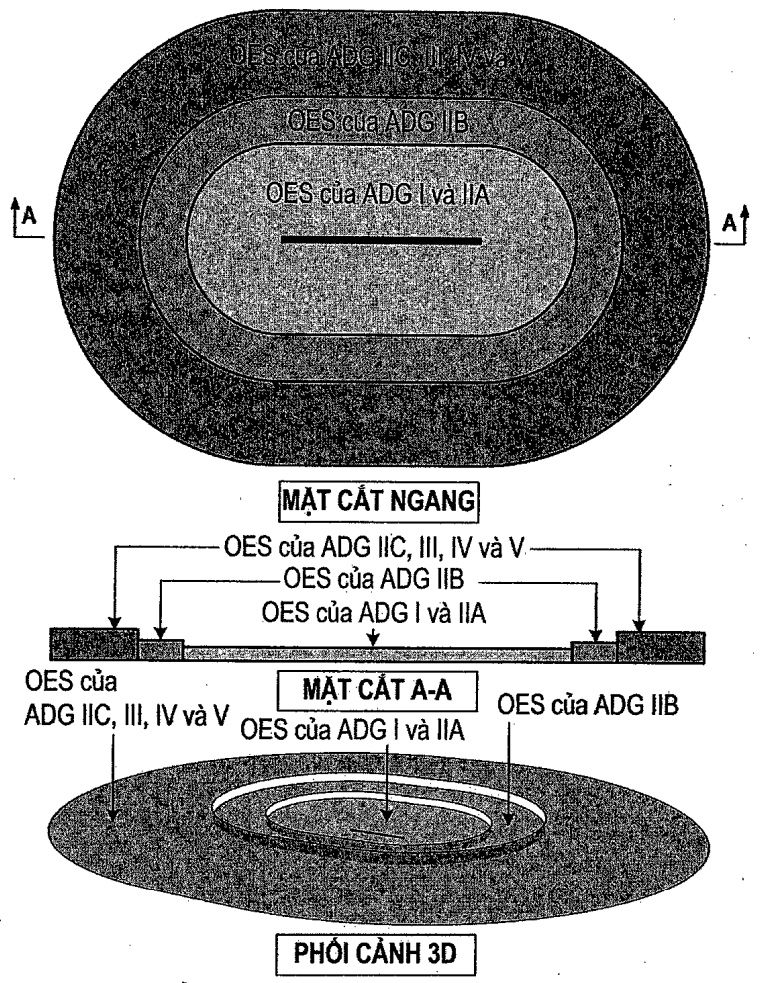 OES của ADG IIC, III, IV và V
OES của ADG IIB
OES của ADG I và IIA
A
A
MẶT CẮT NGANG
OES của ADG IIC, III, IV và V
OES của ADG IIB
OES của ADG I và IIA
MẶT CẮT A-A
OES của
ADG IIC, III, IV và V
OES của ADG I và IIA
OES của ADG IIB
PHỐI CẢNH 3D